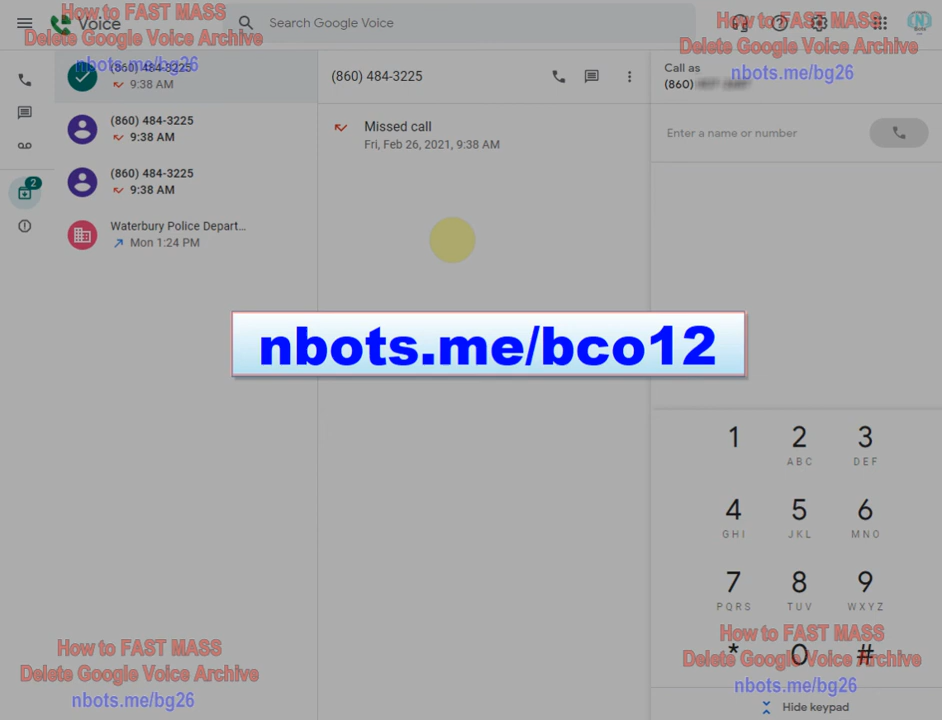 How to FAST MASS
Delete Google Voice Archive
nbots.me/bg26
Voice
Search Google Voice
How to FAST MASS
Delete Google Voice Archive
nbots.me/bg26
(860) 484-3225
9:38 AM
(860) 484-3225
9:38 AM
(860) 484-3225
9:38 AM
2
Waterbury Police Depart...
Mon 1:24 PM
(860) 484-3225
Missed call
Fri, Feb 26, 2021, 9:38 AM
Call as
(860)
Enter a name or number
nbots.me/bco12
1 2 3
ABC DEF
4 5 6
GHI JKL MNO
7 8 9
PQRS TUV WXYZ
* 0 #
Hide keypad
How to FAST MASS
Delete Google Voice Archive
nbots.me/bg26
How to FAST MASS
Delete Google Voice Archive
nbots.me/bg26